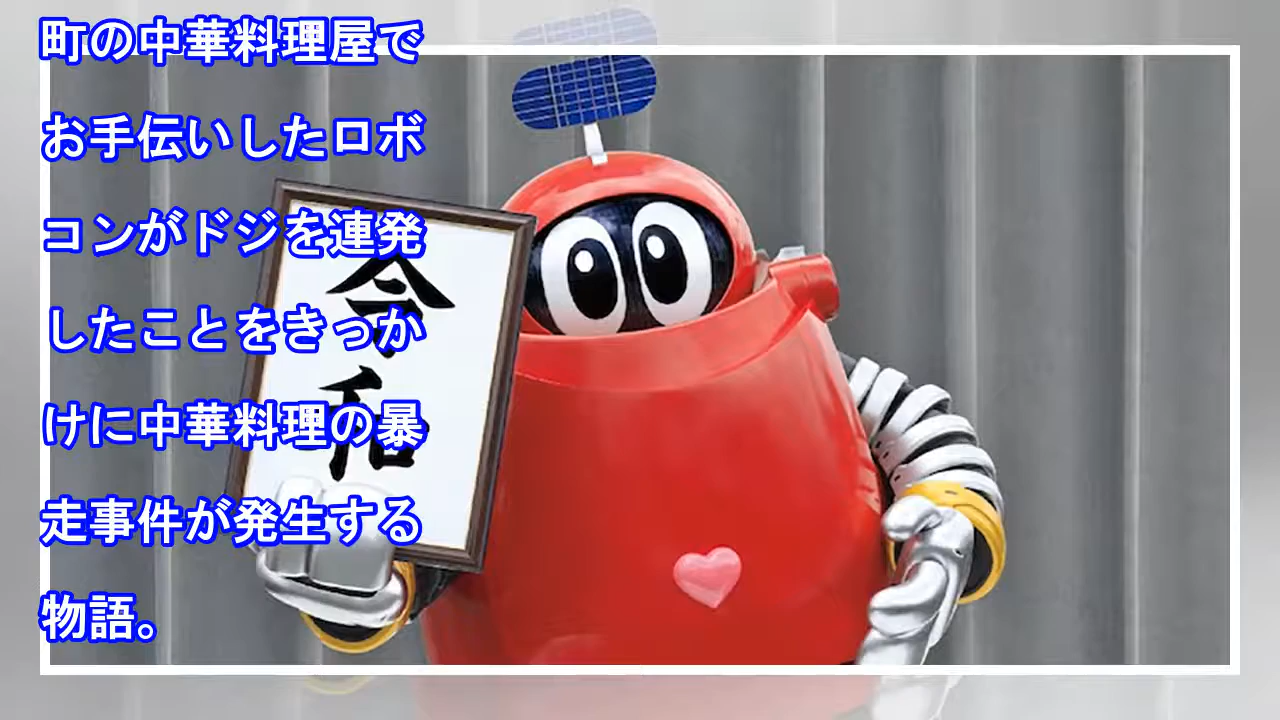 町の中華料理屋で
お手伝いしたロボ
コンがドジを連発
したことをきっか
けに中華料理の暴
走事件が発生する
物語。
令和